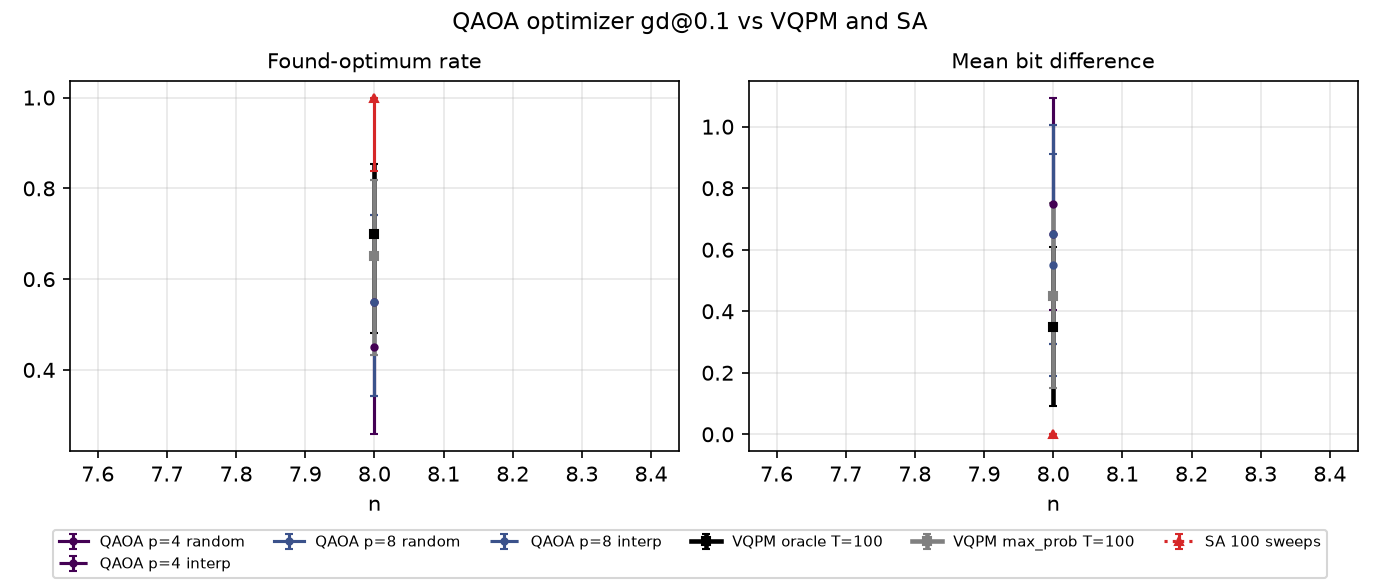 QAOA optimizer gd@0.1 vs VQPM and SA
Found-optimum rate
1.0
0.8
0.6
0.4
7.6 7.7 7.8 7.9 8.0 8.1 8.2 8.3 8.4
n
Mean bit difference
1.0
0.8
0.6
0.4
0.2
0.0
7.6 7.7 7.8 7.9 8.0 8.1 8.2 8.3 8.4
n
QAOA p=4 random QAOA p=8 random QAOA p=8 interp VQPM oracle T=100 VQPM max_prob T=100 SA 100 sweeps
QAOA p=4 interp